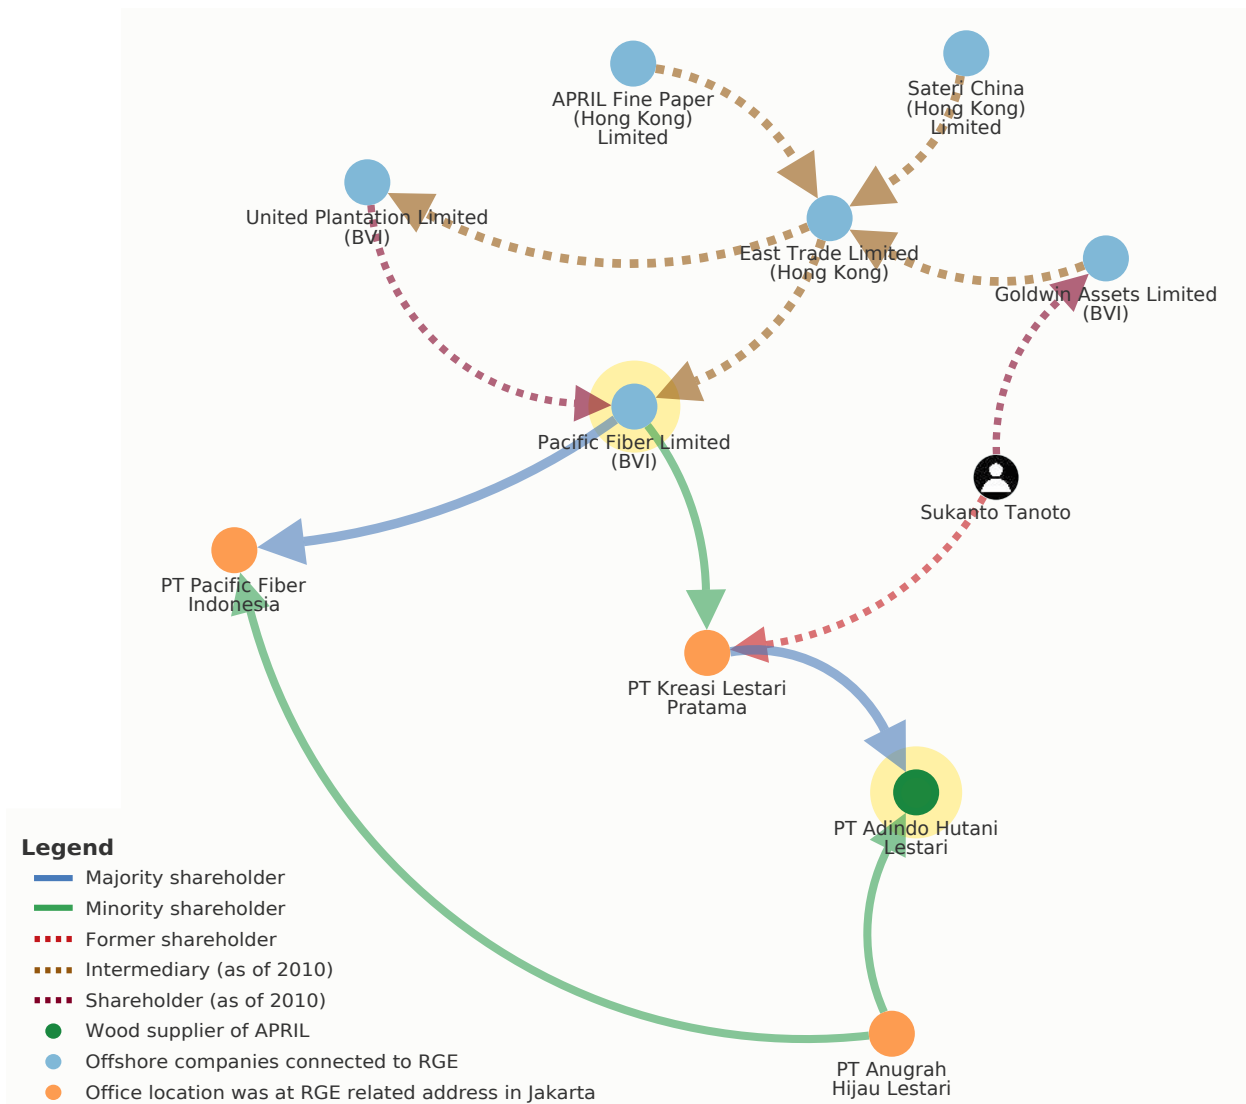 APRIL Fine Paper
(Hong Kong)
Limited
Sateri China
(Hong Kong)
Limited
United Plantation Limited
(BVI)
East Trade Limited
(Hong Kong)
Goldwin Assets Limited
(BVI)
Pacific Fiber Limited
(BVI)
Sukanto Tanoto
PT Pacific Fiber
Indonesia
PT Kreasi Lestari
Pratama
PT Adindo Hutani
Lestari
PT Anugrah
Hijau Lestari
Legend
Majority shareholder
Minority shareholder
Former shareholder
Intermediary (as of 2010)
Shareholder (as of 2010)
Wood supplier of APRIL
Offshore companies connected to RGE
Office location was at RGE related address in Jakarta